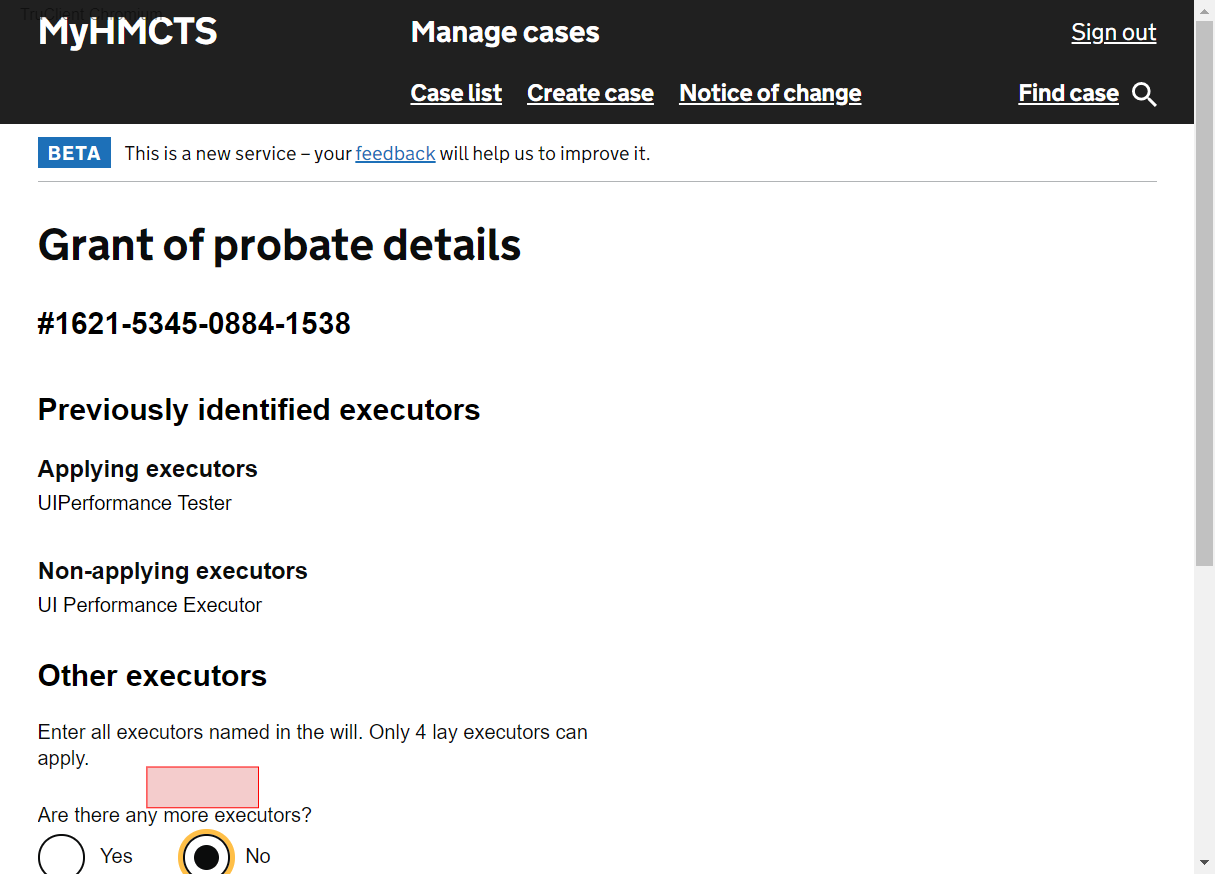 TruClient Chromium
MyHMCTS
Manage cases
Sign out
Case list Create case Notice of change Find case
BETA This is a new service – your feedback will help us to improve it.
Grant of probate details
#1621-5345-0884-1538
Previously identified executors
Applying executors
UIPerformance Tester
Non-applying executors
UI Performance Executor
Other executors
Enter all executors named in the will. Only 4 lay executors can
apply.
Are there any more executors?
Yes No